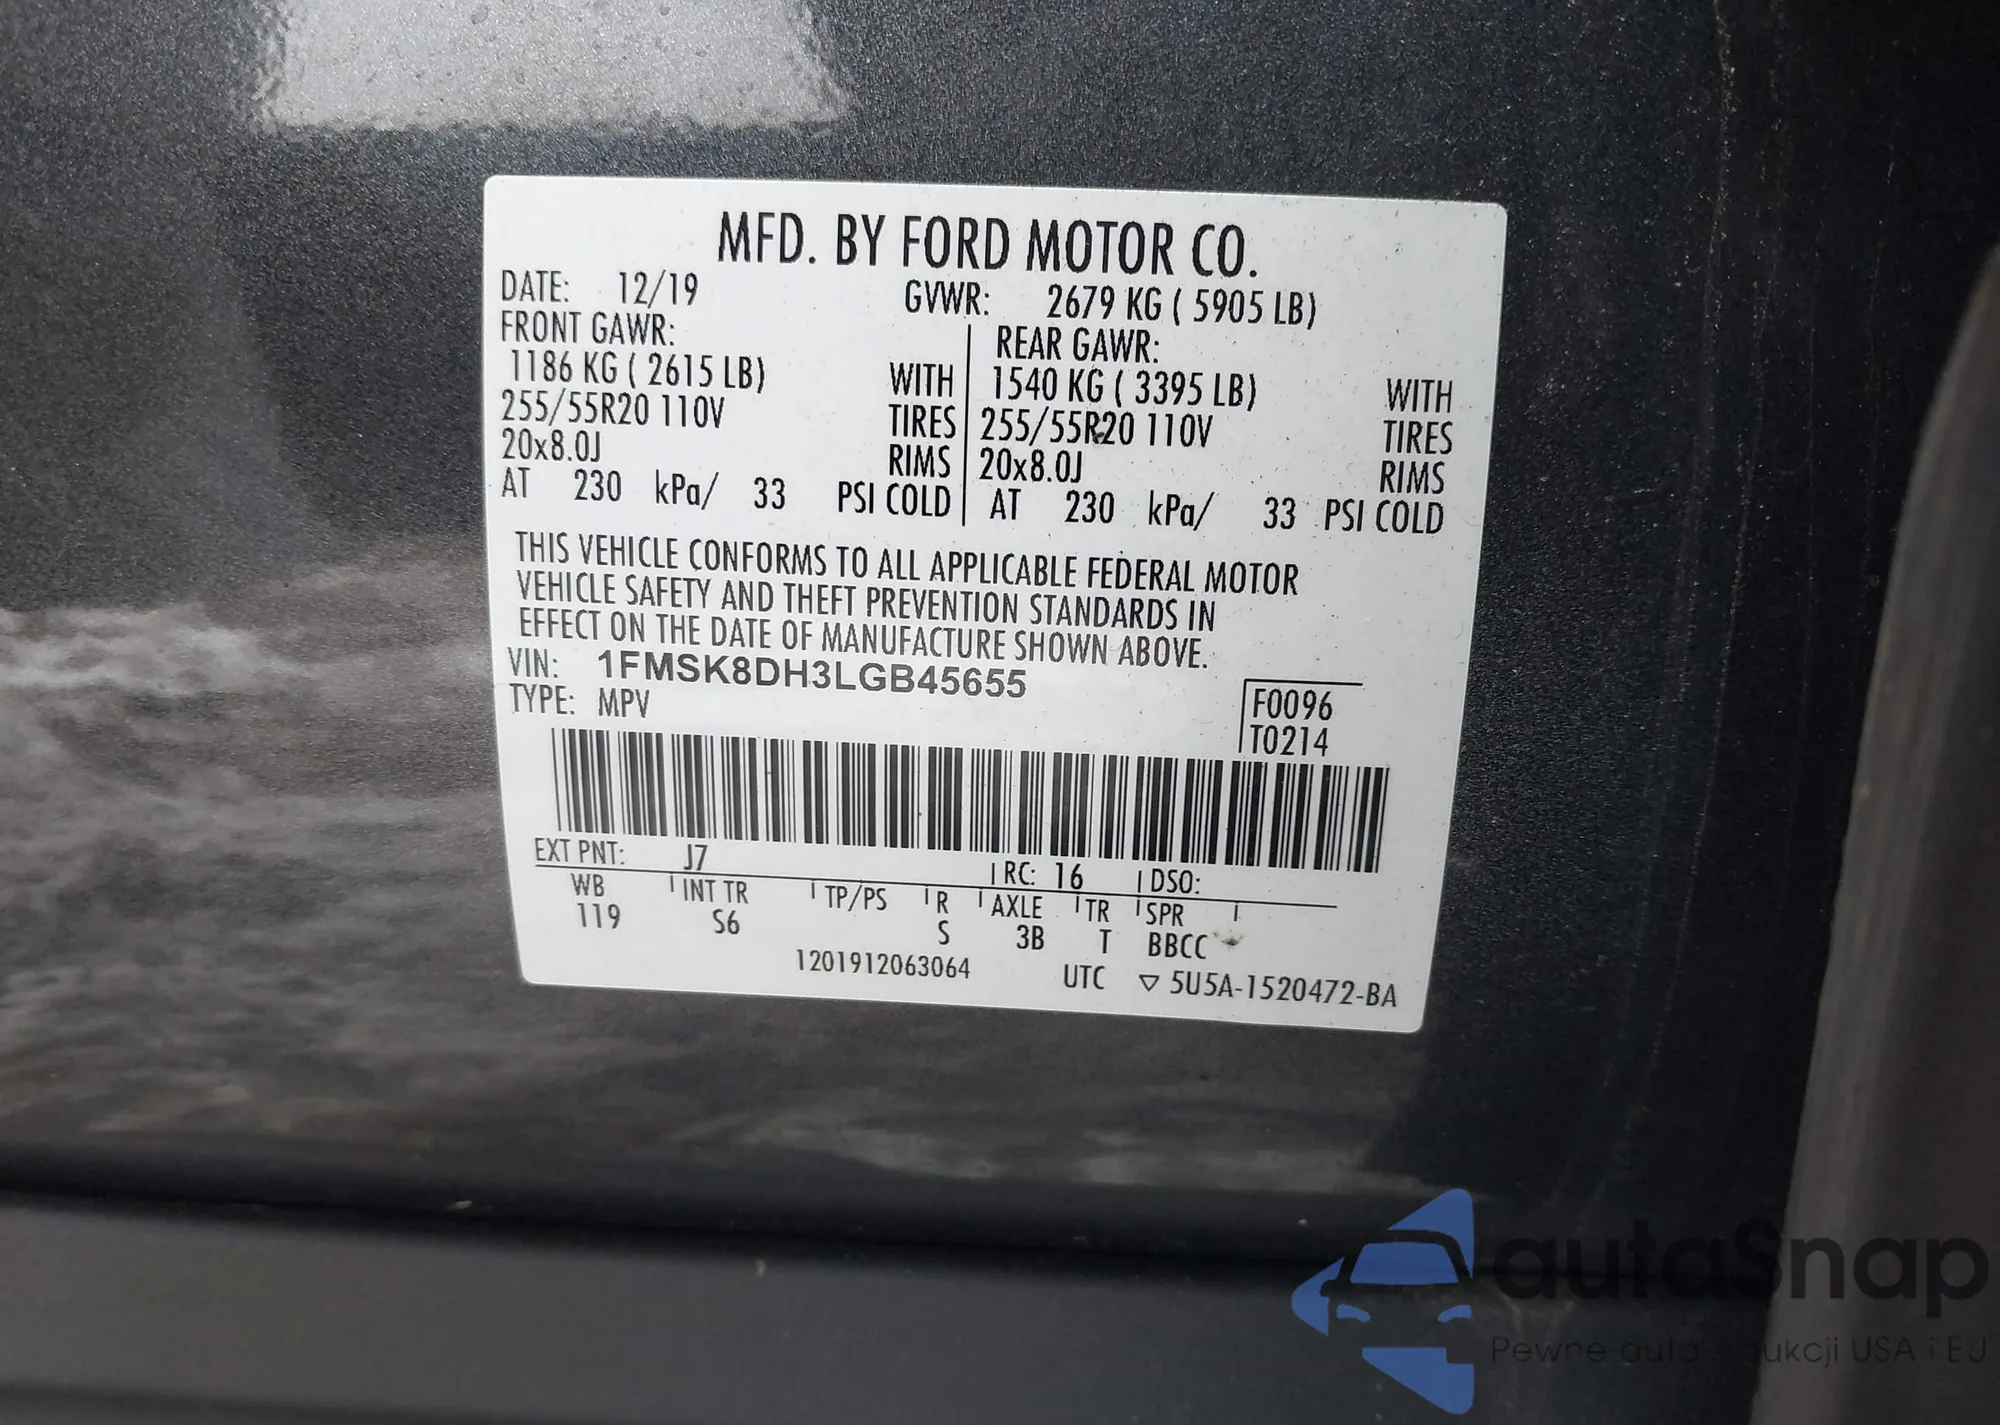 MFD. BY FORD MOTOR CO.
DATE: 12/19 GVWR: 2679 KG ( 5905 LB)
FRONT GAWR: REAR GAWR:
1186 KG ( 2615 LB) WITH 1540 KG ( 3395 LB) WITH
255/55R20 110V TIRES 255/55R20 110V TIRES
20x8.0J RIMS 20x8.0J RIMS
AT 230 kPa/ 33 PSI COLD AT 230 kPa/ 33 PSI COLD
THIS VEHICLE CONFORMS TO ALL APPLICABLE FEDERAL MOTOR
VEHICLE SAFETY AND THEFT PREVENTION STANDARDS IN
EFFECT ON THE DATE OF MANUFACTURE SHOWN ABOVE.
VIN: 1FMSK8DH3LGB45655
TYPE: MPV
F0096
T0214
EXT PNT: J7 RC: 16 DSO:
WB INT TR TP/PS R AXLE TR SPR
119 S6 S 3B T BBCC
1201912063064 UTC ▽ 5U5A-1520472-BA
autaSnap
Pewne auta USA i EU